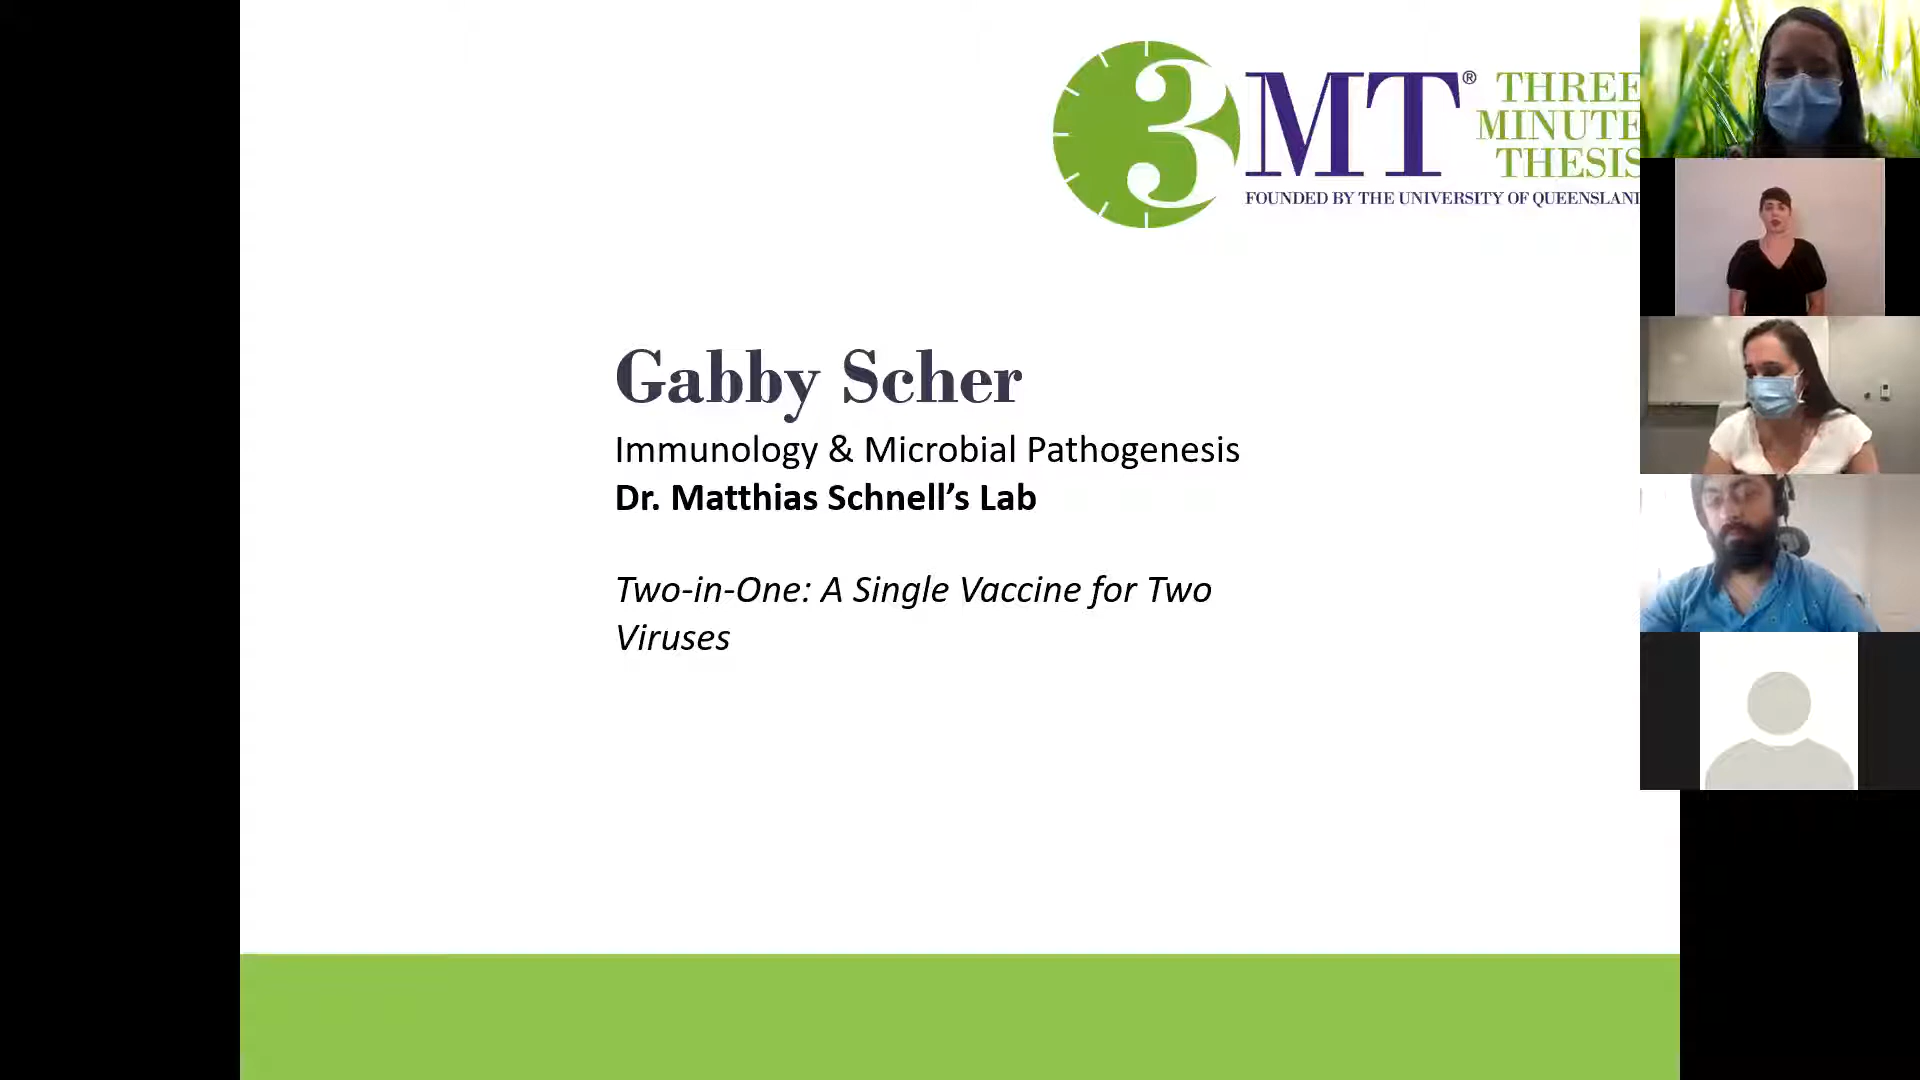 3MT® THREE
MINUTE
THESIS
FOUNDED BY THE UNIVERSITY OF QUEENSLAND
Gabby Scher
Immunology & Microbial Pathogenesis
Dr. Matthias Schnell’s Lab
Two-in-One: A Single Vaccine for Two
Viruses